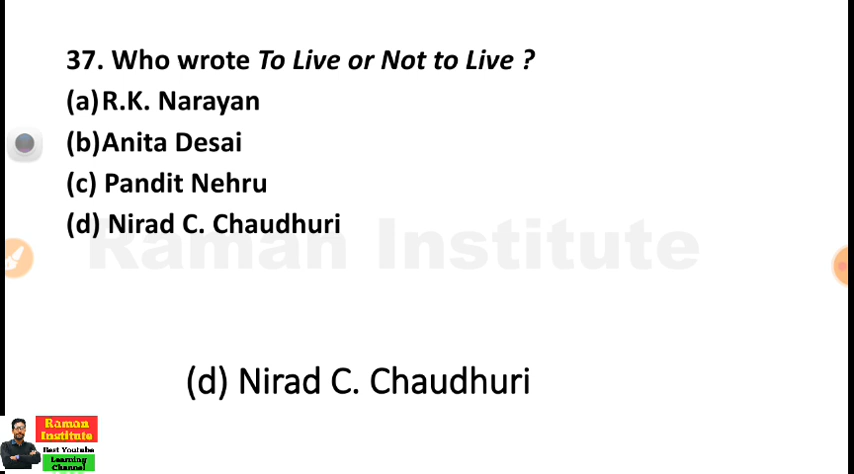 37. Who wrote To Live or Not to Live ?
(a)R.K. Narayan
(b)Anita Desai
(c) Pandit Nehru
(d) Nirad C. Chaudhuri
Raman Institute
(d) Nirad C. Chaudhuri
Raman
Institute
Best Youtube
Learning
Channel